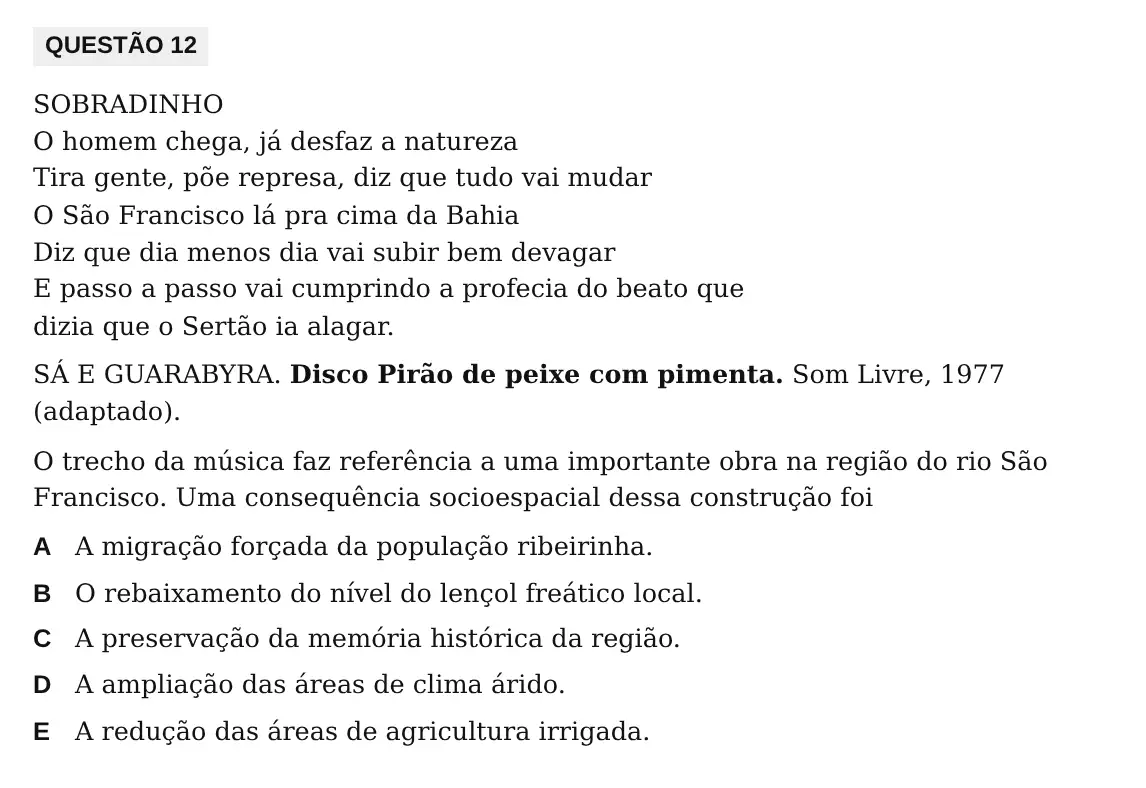 QUESTÃO 12
SOBRADINHO
O homem chega, já desfaz a natureza
Tira gente, põe represa, diz que tudo vai mudar
O São Francisco lá pra cima da Bahia
Diz que dia menos dia vai subir bem devagar
E passo a passo vai cumprindo a profecia do beato que
dizia que o Sertão ia alagar.
SÁ E GUARABYRA. Disco Pirão de peixe com pimenta. Som Livre, 1977
(adaptado).
O trecho da música faz referência a uma importante obra na região do rio São
Francisco. Uma consequência socioespacial dessa construção foi
A A migração forçada da população ribeirinha.
B O rebaixamento do nível do lençol freático local.
C A preservação da memória histórica da região.
D A ampliação das áreas de clima árido.
E A redução das áreas de agricultura irrigada.